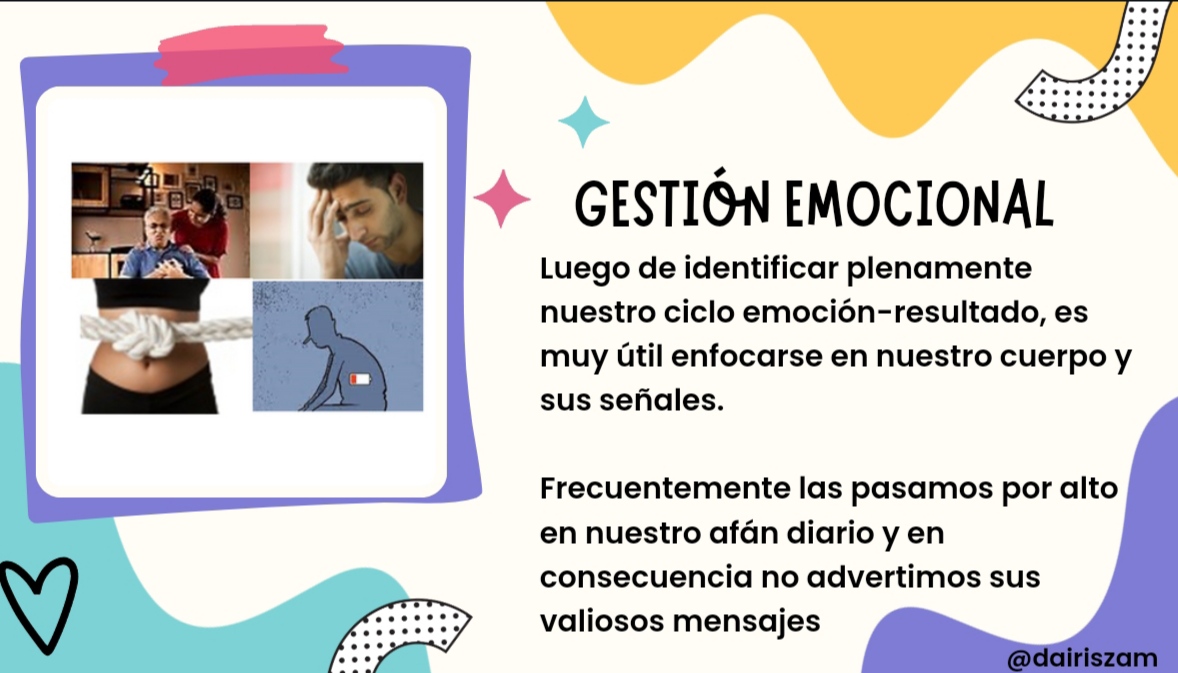 GESTIÓN EMOCIONAL
Luego de identificar plenamente
nuestro ciclo emoción-resultado, es
muy útil enfocarse en nuestro cuerpo y
sus señales.
Frecuentemente las pasamos por alto
en nuestro afán diario y en
consecuencia no advertimos sus
valiosos mensajes
@dairiszam